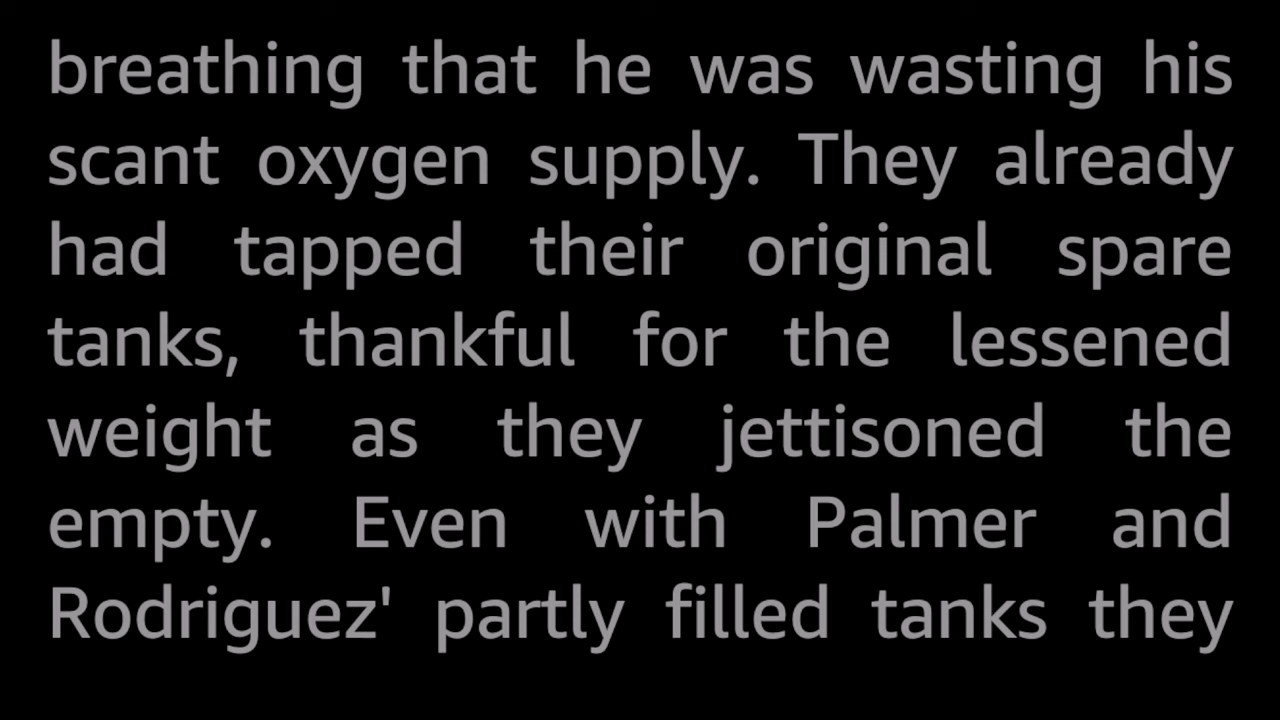 breathing that he was wasting his
scant oxygen supply. They already
had tapped their original spare
tanks, thankful for the lessened
weight as they jettisoned the
empty. Even with Palmer and
Rodriguez' partly filled tanks they